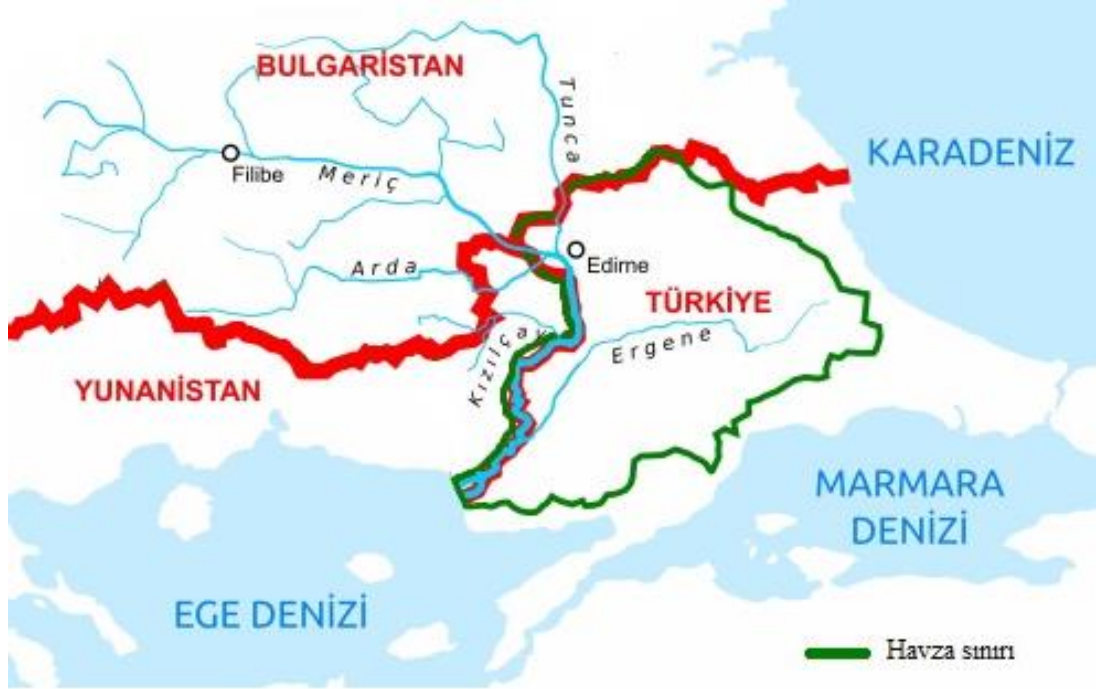 BULGARİSTAN
Tunca
KARADENİZ
Filibe
Meriç
Edirne
Arda
TÜRKİYE
Ergene
Kızılçay
YUNANİSTAN
MARMARA
DENİZİ
EGE DENİZİ
Havza sınırı